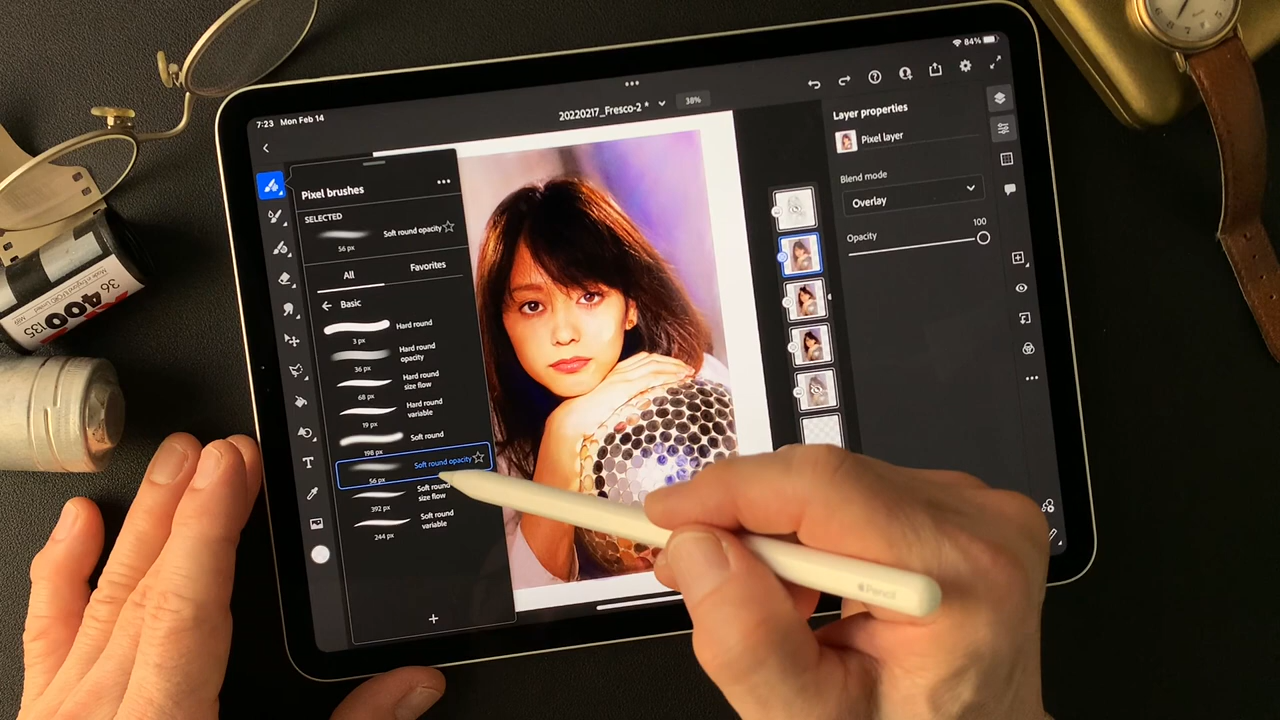 7:23 Mon Feb 14
84%
20220217_Fresco-2 *
38%
Pixel brushes
SELECTED
Soft round opacity
56 px
All
Favorites
Basic
Hard round
3 px
Hard round
opacity
36 px
Hard round
size flow
68 px
Hard round
variable
19 px
Soft round
198 px
Soft round opacity
56 px
Soft round
size flow
392 px
Soft round
variable
244 px
T
Layer properties
Pixel layer
Blend mode
Overlay
Opacity
100
Pencil
36
400
135